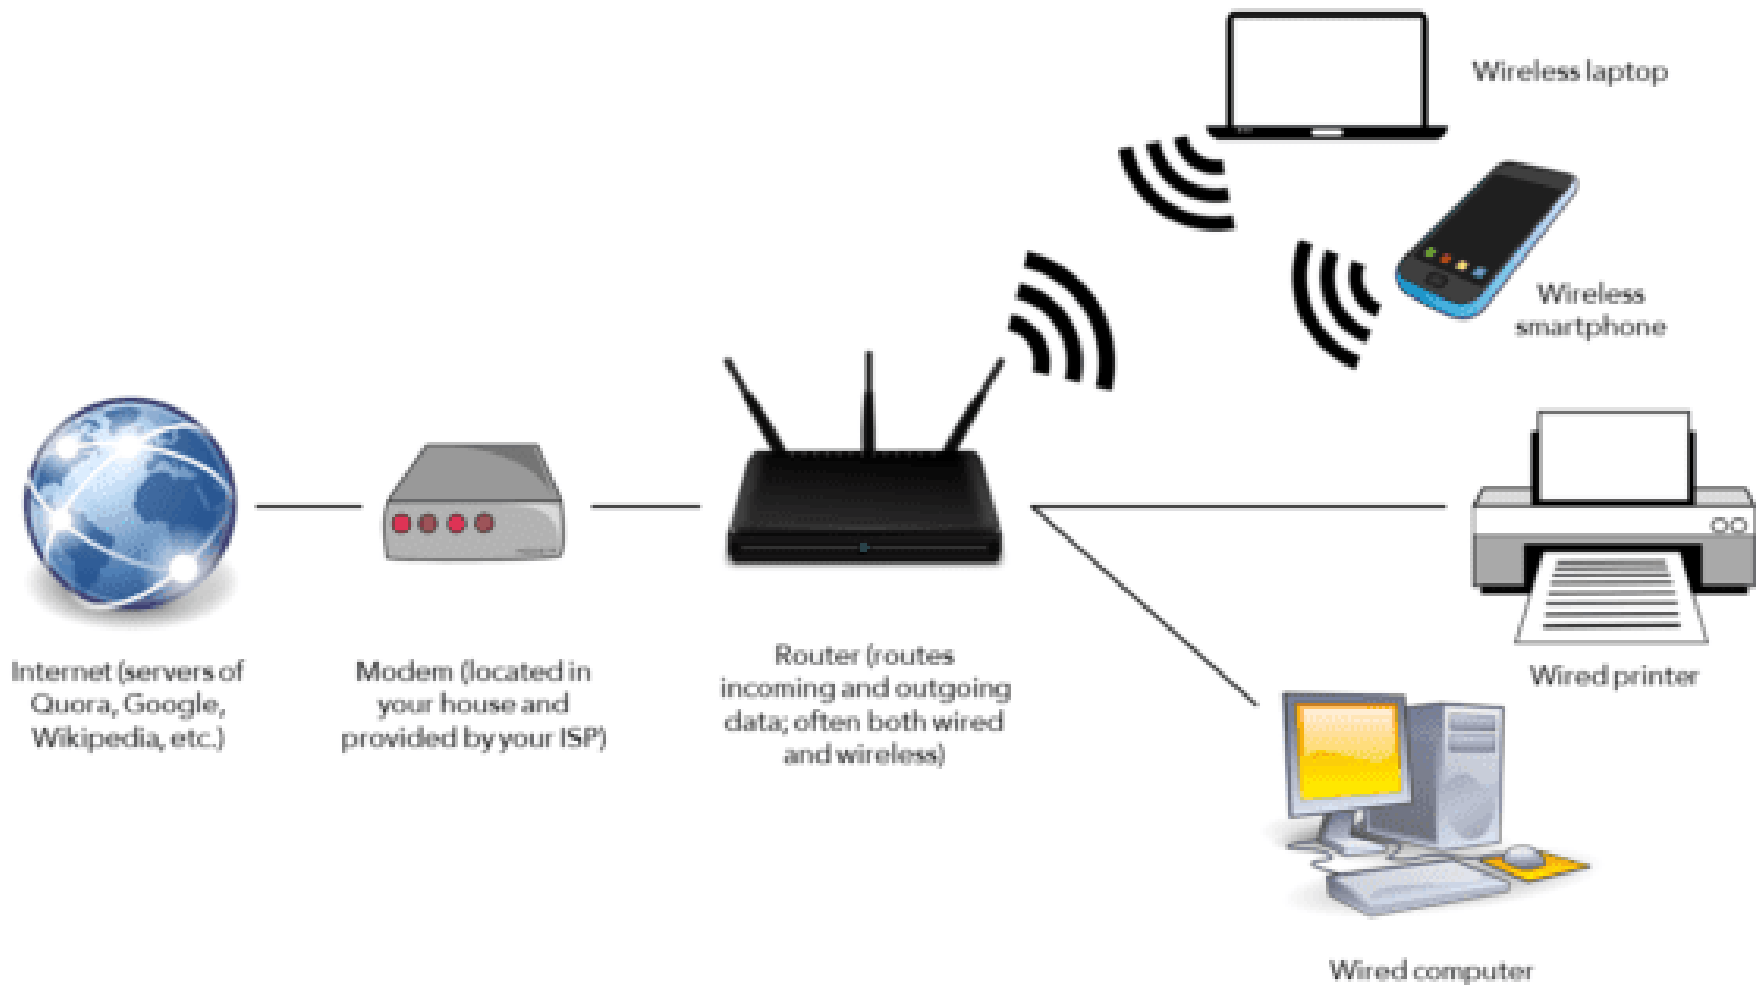 Wireless laptop
Wireless
smartphone
Internet (servers of
Quora, Google,
Wikipedia, etc.)
Modem (located in
your house and
provided by your ISP)
Router (routes
incoming and outgoing
data; often both wired
and wireless)
Wired printer
Wired computer